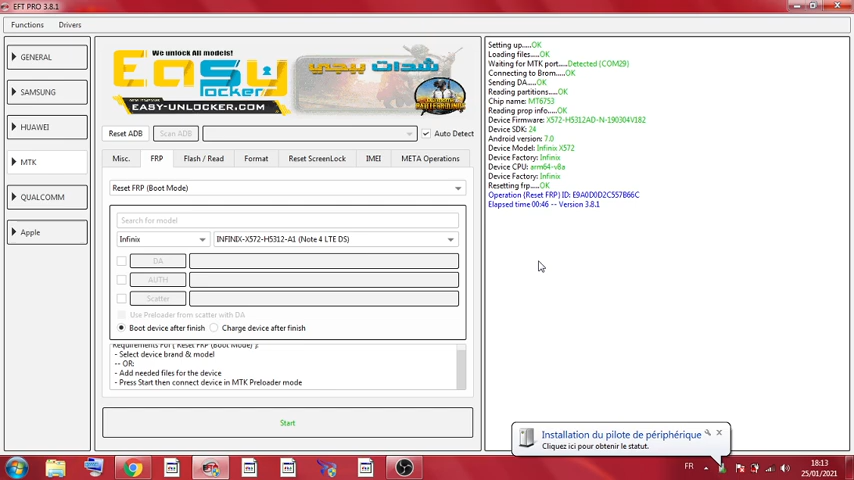 EFT PRO 3.8.1
Functions
Drivers
GENERAL
SAMSUNG
HUAWEI
MTK
QUALCOMM
Apple
We unlock All models!
Easy
Locker
EASY-UNLOCKER.COM
شدات ببجي
Reset ADB
Scan ADB
Auto Detect
Misc.
FRP
Flash / Read
Format
Reset ScreenLock
IMEI
META Operations
Reset FRP (Boot Mode)
Search for model
Infinix
INFINIX-X572-H5312-A1 (Note 4 LTE DS)
DA
AUTH
Scatter
Use Preloader from scatter with DA
Boot device after finish
Charge device after finish
Requirements For ( Reset FRP (Boot Mode) ):
- Select device brand & model
-- OR:
- Add needed files for the device
- Press Start then connect device in MTK Preloader mode
Start
Setting up.....OK
Loading files...OK
Waiting for MTK port.....Detected (COM29)
Connecting to Brom...OK
Sending DA...OK
Reading partitions...OK
Chip name: MT6753
Reading prop info...OK
Device Firmware: X572-H5312AD-N-190304V182
Device SDK: 24
Android version: 7.0
Device Model: Infinix X572
Device Factory: Infinix
Device CPU: arm64-v8a
Device Factory: Infinix
Resetting frp.....OK
Operation (Reset FRP) ID: E9A0D0D2C557B66C
Elapsed time 00:46 -- Version 3.8.1
Installation du pilote de périphérique
Cliquez ici pour obtenir le statut.
FR
18:13
25/01/2021